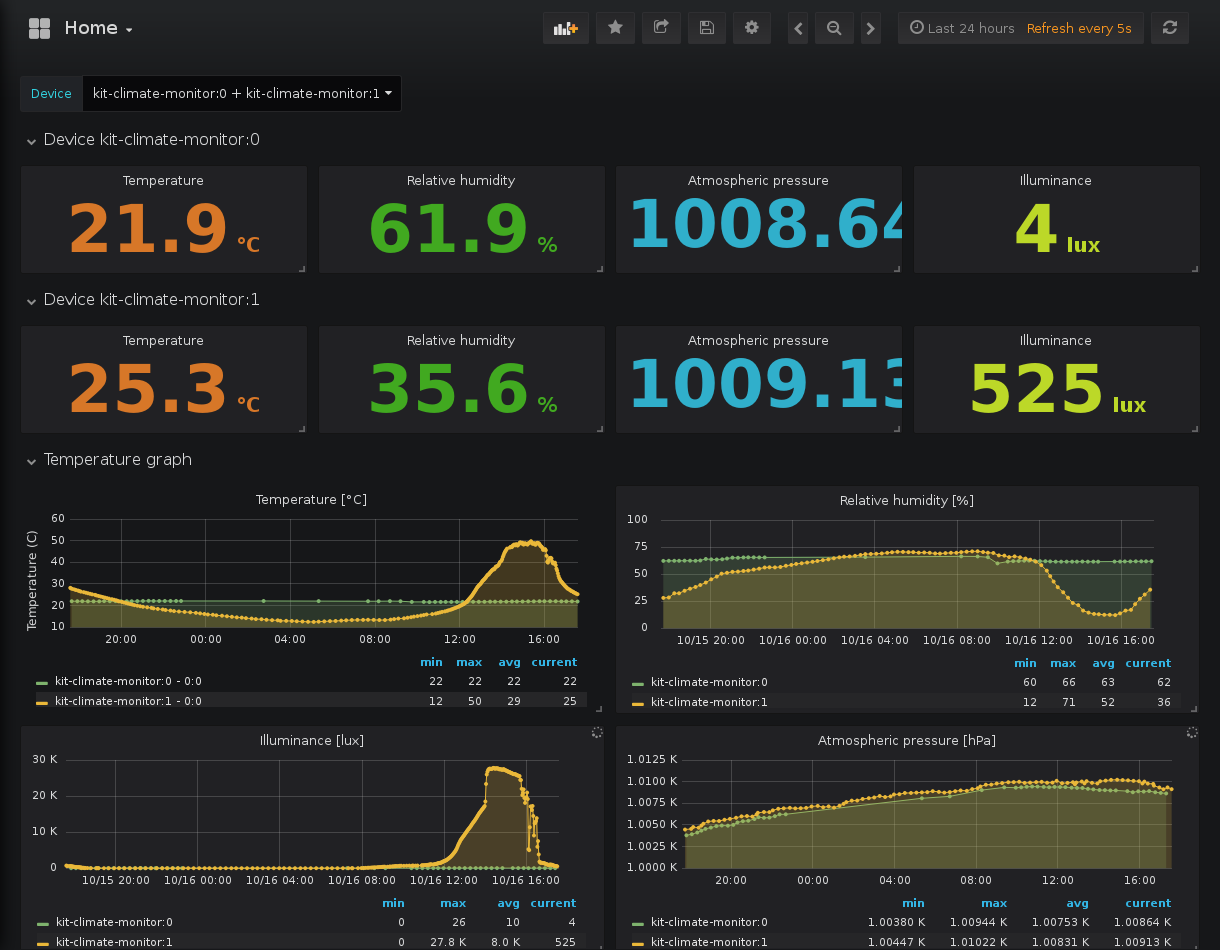 Home
Last 24 hours Refresh every 5s
Device kit-climate-monitor:0 + kit-climate-monitor:1
Device kit-climate-monitor:0
Temperature Relative humidity Atmospheric pressure Illuminance
21.9 °C 61.9 % 1008.64 4 lux
Device kit-climate-monitor:1
Temperature Relative humidity Atmospheric pressure Illuminance
25.3 °C 35.6 % 1009.13 525 lux
Temperature graph
Temperature [°C]
Temperature (C)
60
50
40
30
20
10
20:00 00:00 04:00 08:00 12:00 16:00
min max avg current
kit-climate-monitor:0 - 0:0 22 22 22 22
kit-climate-monitor:1 - 0:0 12 50 29 25
Relative humidity [%]
100
75
50
25
0
10/15 20:00 10/16 00:00 10/16 04:00 10/16 08:00 10/16 12:00 10/16 16:00
min max avg current
kit-climate-monitor:0 60 66 63 62
kit-climate-monitor:1 12 71 52 36
Illuminance [lux]
30 K
20 K
10 K
0
10/15 20:00 10/16 00:00 10/16 04:00 10/16 08:00 10/16 12:00 10/16 16:00
min max avg current
kit-climate-monitor:0 0 26 10 4
kit-climate-monitor:1 0 27.8 K 8.0 K 525
Atmospheric pressure [hPa]
1.0125 K
1.0100 K
1.0075 K
1.0050 K
1.0025 K
1.0000 K
20:00 00:00 04:00 08:00 12:00 16:00
min max avg current
kit-climate-monitor:0 1.00380 K 1.00944 K 1.00753 K 1.00864 K
kit-climate-monitor:1 1.00447 K 1.01022 K 1.00831 K 1.00913 K